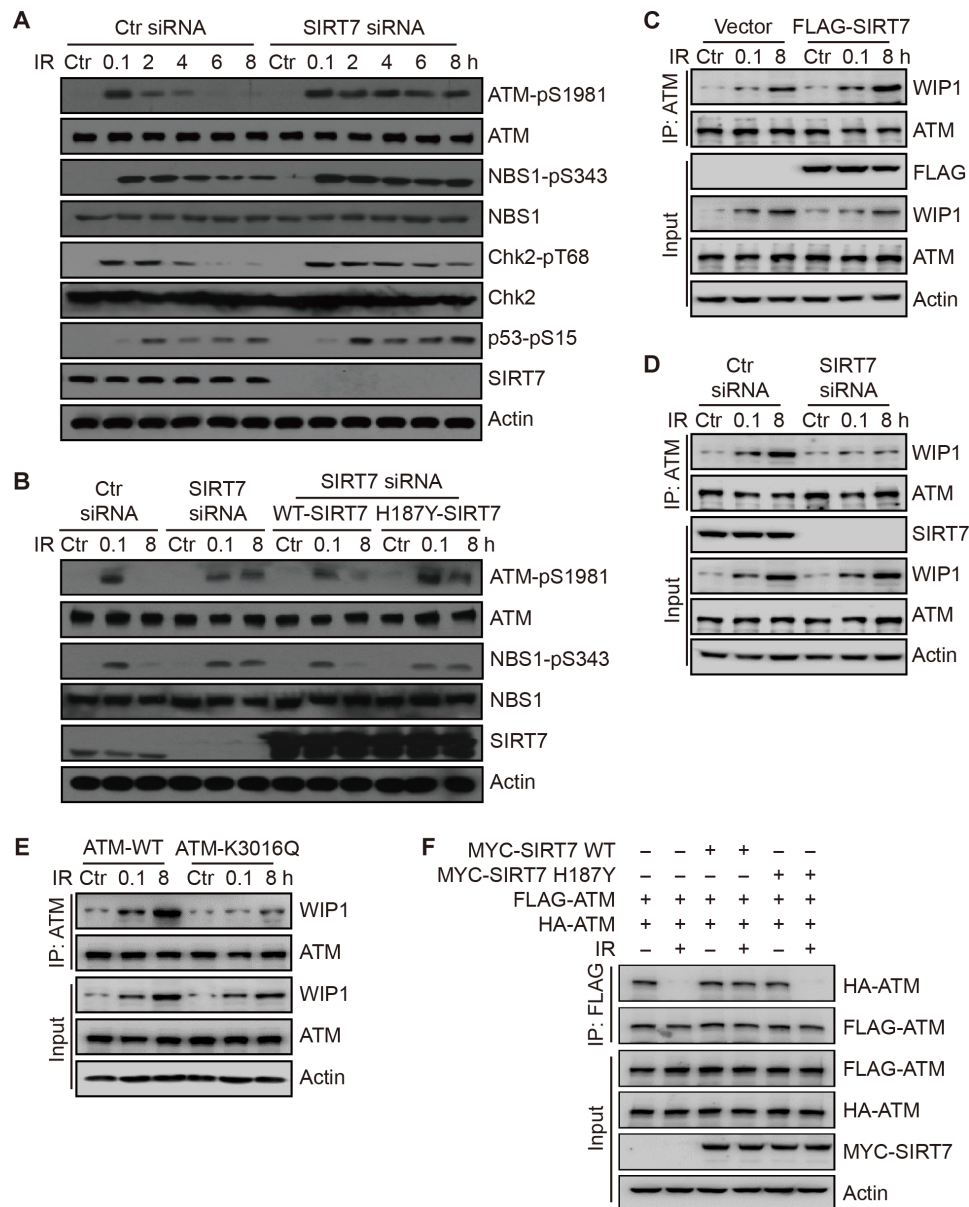 A
Ctr siRNA SIRT7 siRNA
IR Ctr 0.1 2 4 6 8 Ctr 0.1 2 4 6 8 h
ATM-pS1981
ATM
NBS1-pS343
NBS1
Chk2-pT68
Chk2
p53-pS15
SIRT7
Actin
B
Ctr siRNA SIRT7 siRNA SIRT7 siRNA
WT-SIRT7 H187Y-SIRT7
IR Ctr 0.1 8 Ctr 0.1 8 Ctr 0.1 8 Ctr 0.1 8 h
ATM-pS1981
ATM
NBS1-pS343
NBS1
SIRT7
Actin
C
Vector FLAG-SIRT7
IR Ctr 0.1 8 Ctr 0.1 8 h
IP: ATM
WIP1
ATM
Input
FLAG
WIP1
ATM
Actin
D
Ctr SIRT7
siRNA siRNA
IR Ctr 0.1 8 Ctr 0.1 8 h
IP: ATM
WIP1
ATM
Input
SIRT7
WIP1
ATM
Actin
E
ATM-WT ATM-K3016Q
IR Ctr 0.1 8 Ctr 0.1 8 h
IP: ATM
WIP1
ATM
Input
WIP1
ATM
Actin
F
MYC-SIRT7 WT – – + + – –
MYC-SIRT7 H187Y – – – – + +
FLAG-ATM + + + + + +
HA-ATM + + + + + +
IR – + – + – +
IP: FLAG
HA-ATM
FLAG-ATM
Input
FLAG-ATM
HA-ATM
MYC-SIRT7
Actin